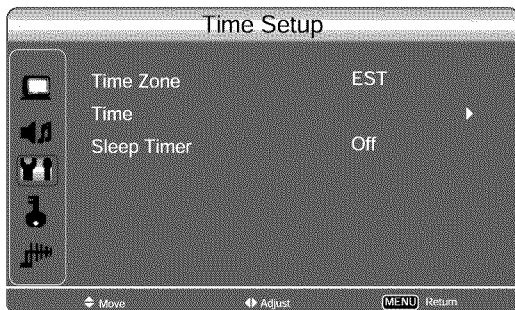 Time Setup
Time Zone EST
Time
Sleep Timer Off
Move Adjust MENU Return